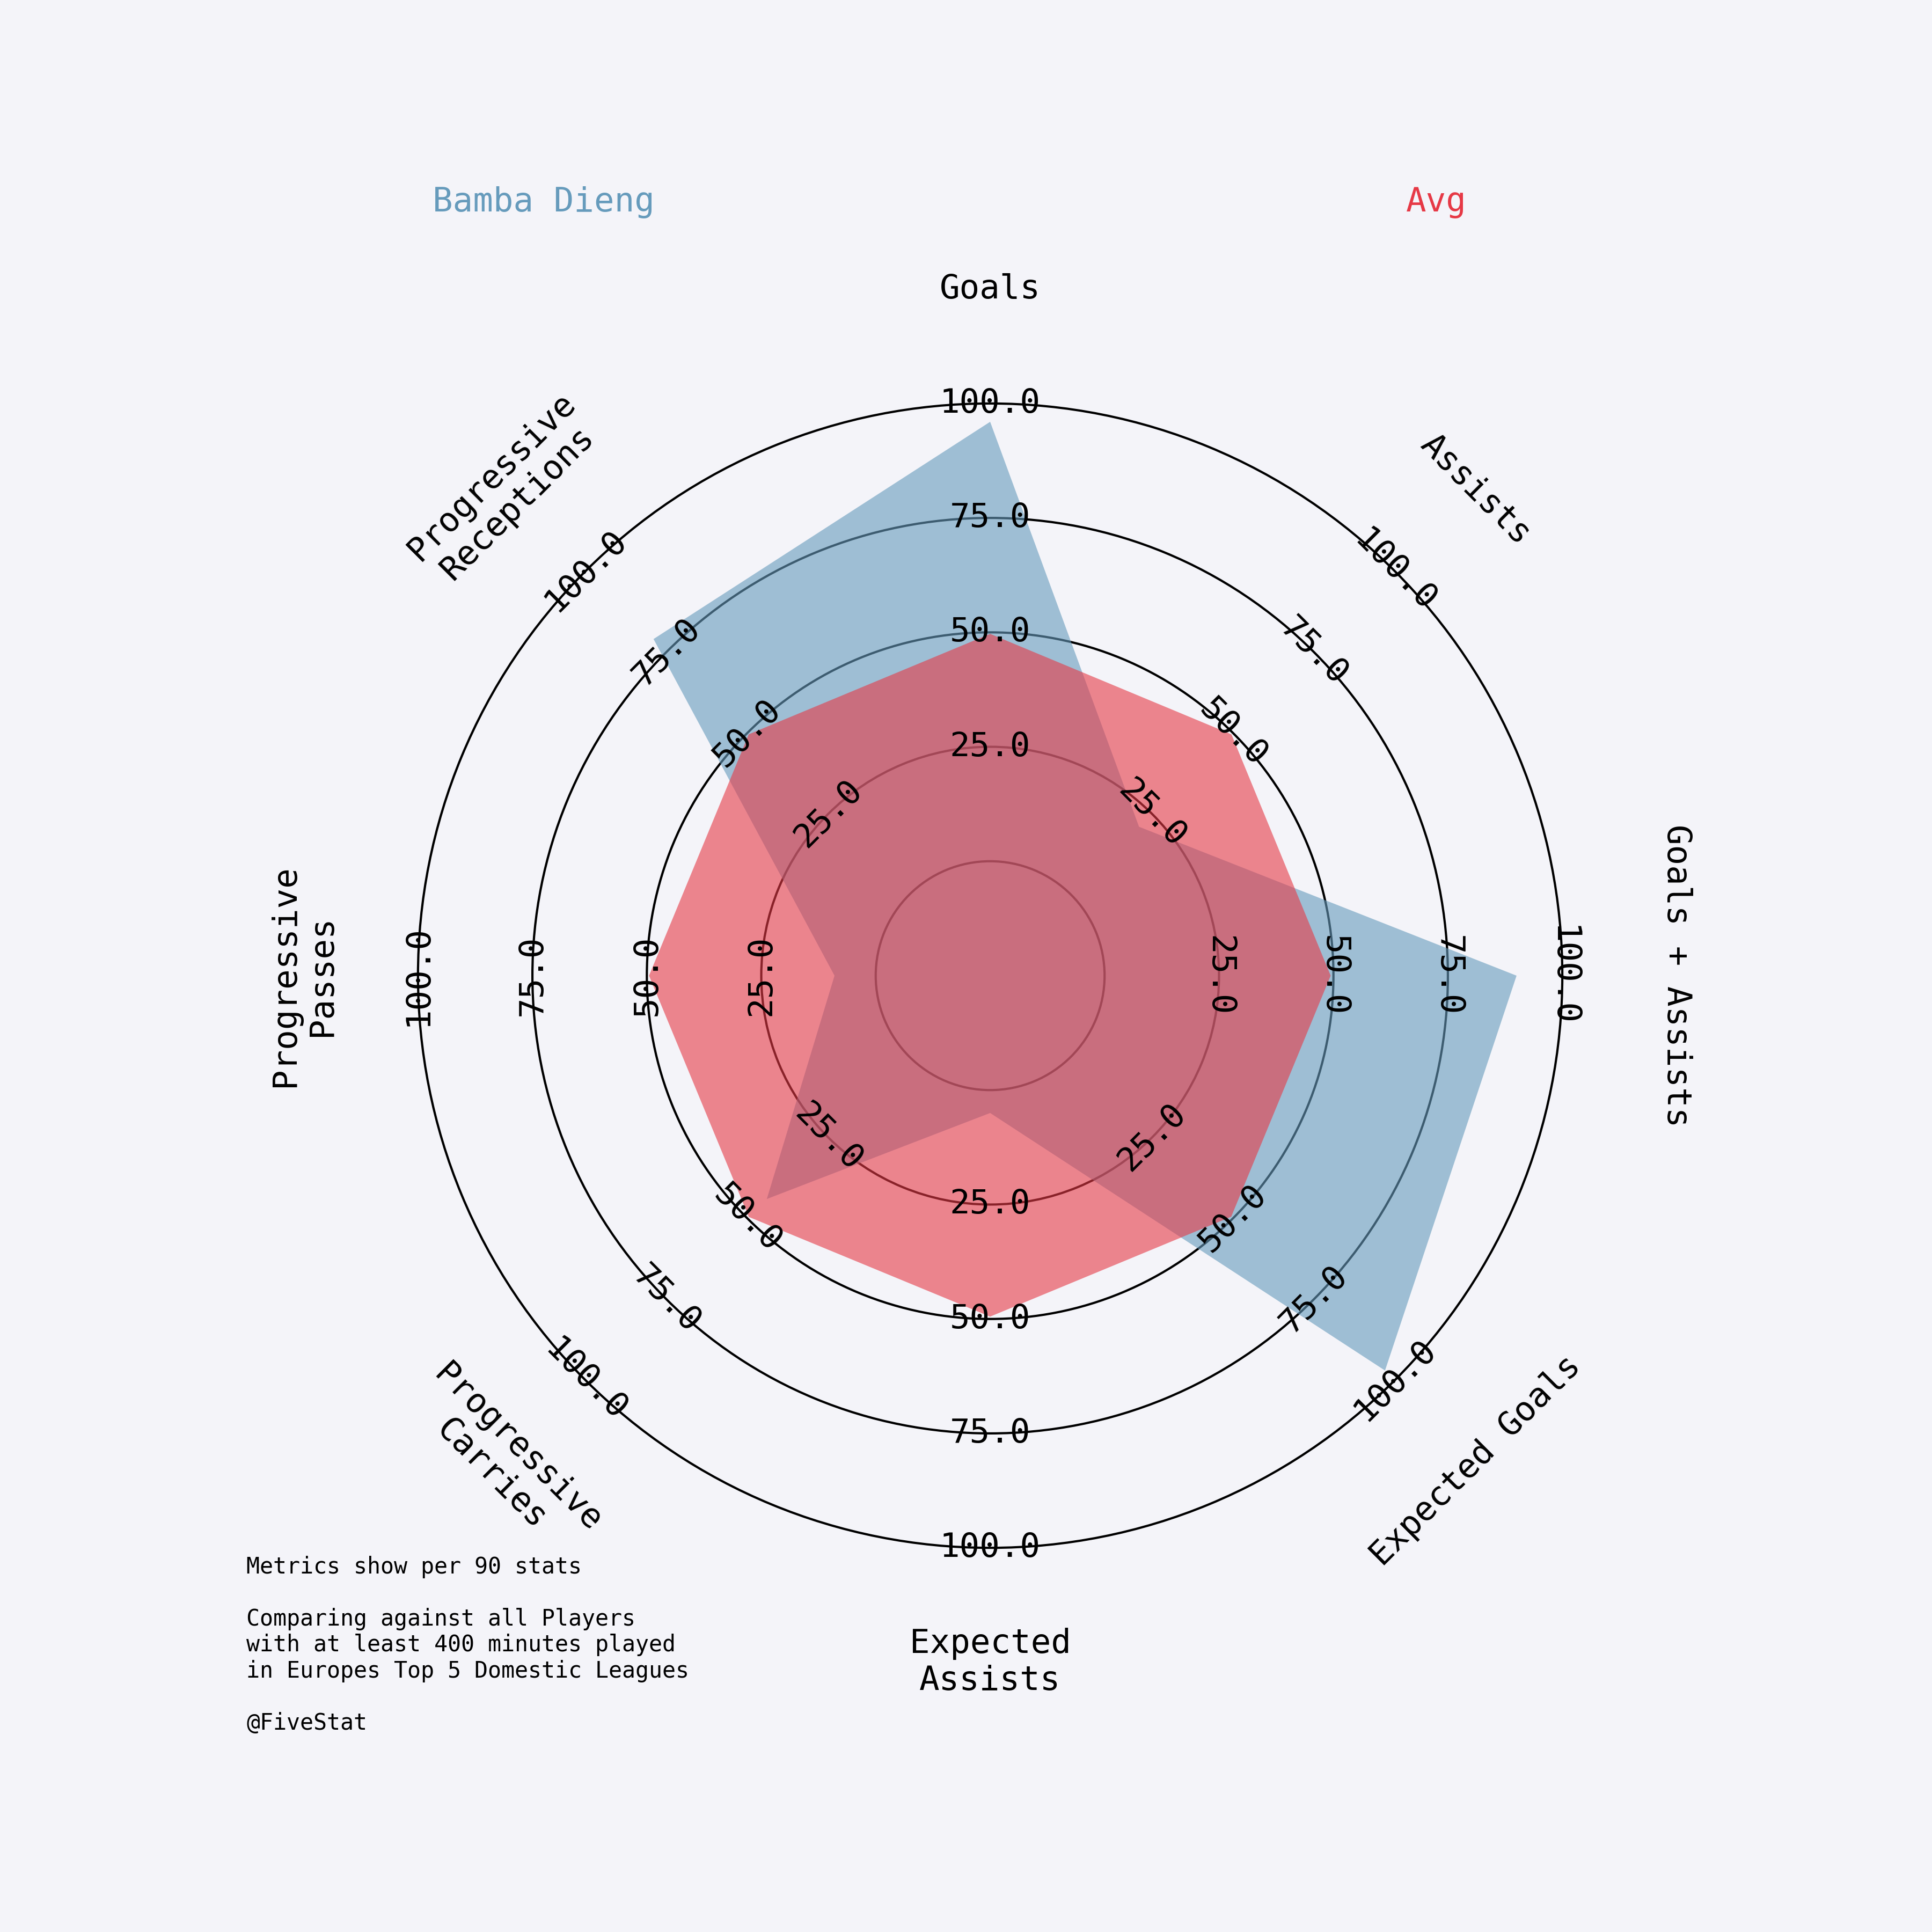 Bamba Dieng
Avg
Goals
Assists
Goals + Assists
Expected Goals
Expected
Assists
Progressive
Carries
Progressive
Passes
Progressive
Receptions
25.0
50.0
75.0
100.0
25.0
50.0
75.0
100.0
25.0
50.0
75.0
100.0
25.0
50.0
75.0
100.0
25.0
50.0
75.0
100.0
25.0
50.0
75.0
100.0
25.0
50.0
75.0
100.0
25.0
50.0
75.0
100.0
Metrics show per 90 stats
Comparing against all Players
with at least 400 minutes played
in Europes Top 5 Domestic Leagues
@FiveStat